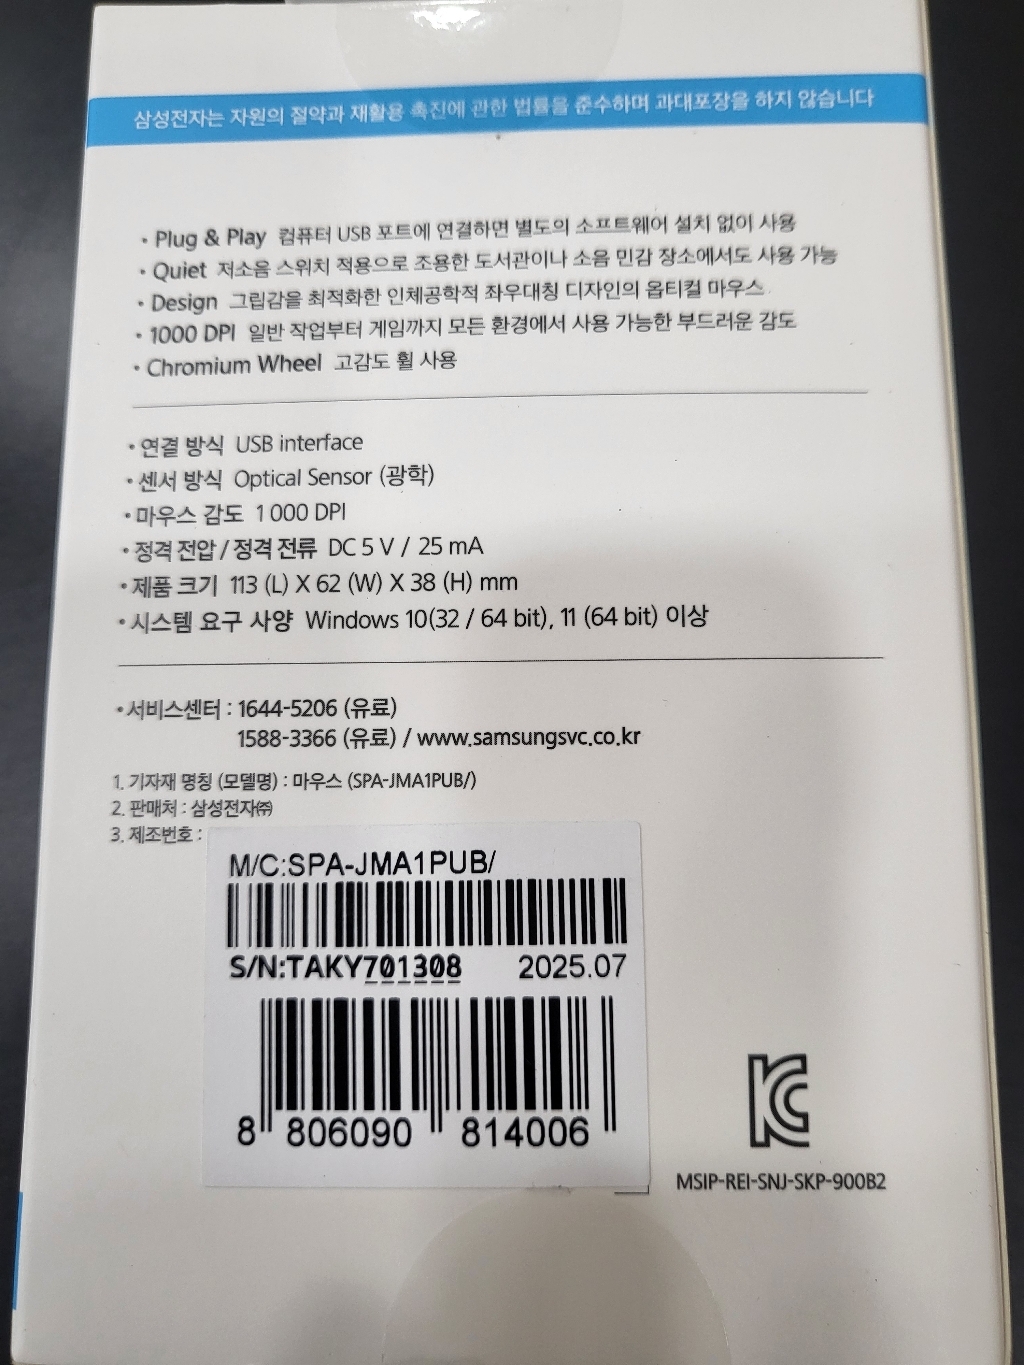 삼성전자는 자원의 절약과 재활용 촉진에 관한 법률을 준수하며 과대포장을 하지 않습니다
• Plug & Play 컴퓨터 USB 포트에 연결하면 별도의 소프트웨어 설치 없이 사용
• Quiet 저소음 스위치 적용으로 조용한 도서관이나 소음 민감 장소에서도 사용 가능
• Design 그립감을 최적화한 인체공학적 좌우대칭 디자인의 옵티컬 마우스
• 1000 DPI 일반 작업부터 게임까지 모든 환경에서 사용 가능한 부드러운 감도
• Chromium Wheel 고감도 휠 사용
• 연결 방식 USB interface
• 센서 방식 Optical Sensor (광학)
• 마우스 감도 1000 DPI
• 정격 전압 / 정격 전류 DC 5 V / 25 mA
• 제품 크기 113 (L) X 62 (W) X 38 (H) mm
• 시스템 요구 사양 Windows 10(32 / 64 bit), 11 (64 bit) 이상
• 서비스센터 : 1644-5206 (유료)
1588-3366 (유료) / www.samsungsvc.co.kr
1. 기자재 명칭 (모델명) : 마우스 (SPA-JMA1PUB/)
2. 판매처 : 삼성전자㈜
3. 제조번호 :
M/C:SPA-JMA1PUB/
S/N:TAKY701308 2025.07
8 806090 814006
KC
MSIP-REI-SNJ-SKP-900B2